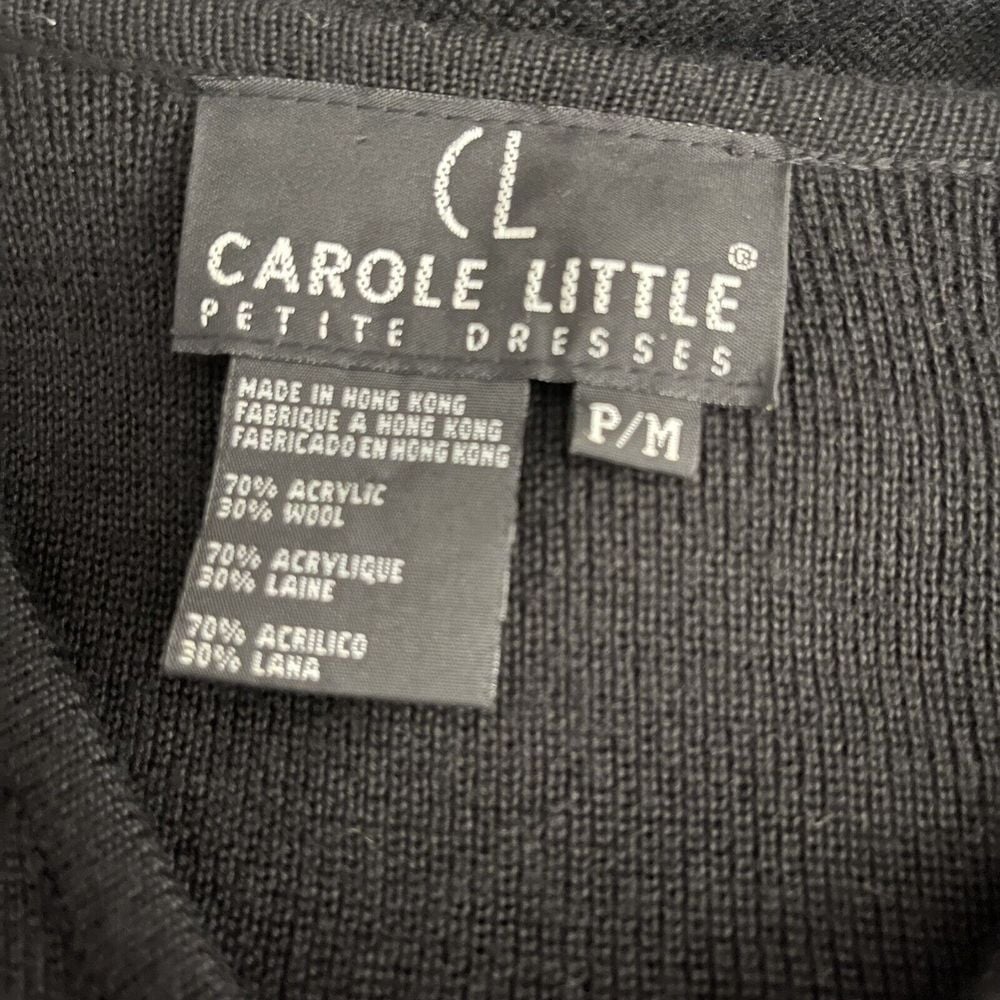 CL
CAROLE LITTLE®
PETITE DRESSES
P/M
MADE IN HONG KONG
FABRIQUE A HONG KONG
FABRICADO EN HONG KONG
70% ACRYLIC
30% WOOL
70% ACRYLIQUE
30% LAINE
70% ACRILICO
30% LANA